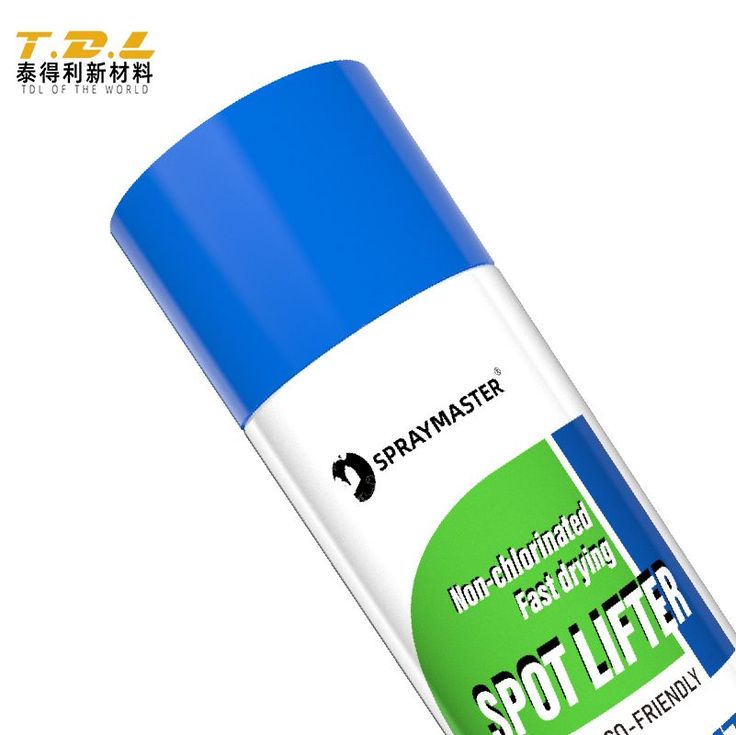 T.D.L
泰得利新材料
TDL OF THE WORLD
SPRAYMASTER®
Non-chlorinated
Fast drying
SPOT LIFTER